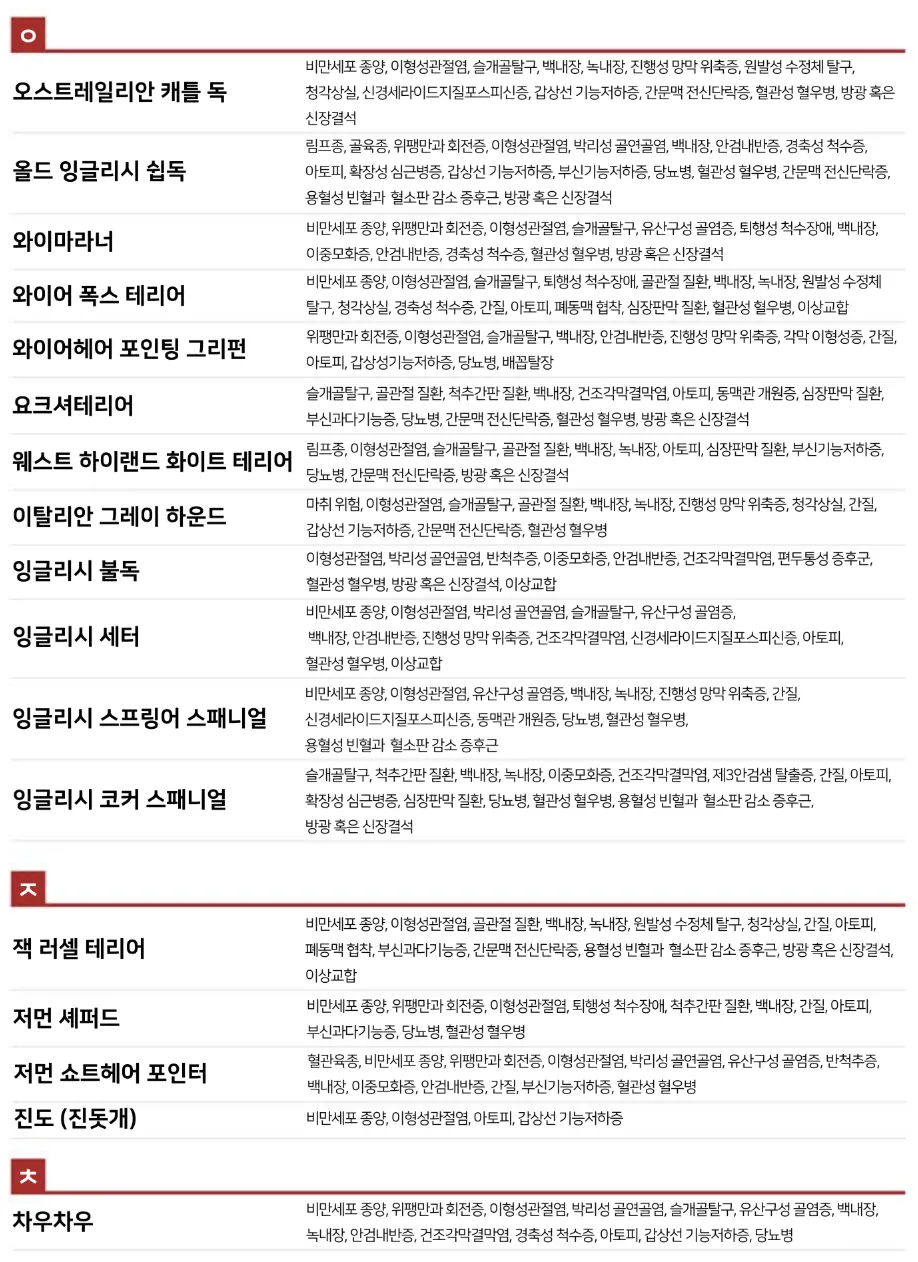 ㅇ
오스트레일리안 캐틀 독
비만세포 종양, 이형성관절염, 슬개골탈구, 백내장, 녹내장, 진행성 망막 위축증, 원발성 수정체 탈구,
청각상실, 신경세라이드지질포스피신증, 갑상선 기능저하증, 간문맥 전신단락증, 혈관성 혈우병, 방광 혹은
신장결석
올드 잉글리시 쉽독
림프종, 골육종, 위팽만과 회전증, 이형성관절염, 박리성 골연골염, 백내장, 안검내반증, 경축성 척수증,
아토피, 확장성 심근병증, 갑상선 기능저하증, 부신기능저하증, 당뇨병, 혈관성 혈우병, 간문맥 전신단락증,
용혈성 빈혈과 혈소판 감소 증후근, 방광 혹은 신장결석
와이마라너
비만세포 종양, 위팽만과 회전증, 이형성관절염, 슬개골탈구, 유산구성 골염증, 퇴행성 척수장애, 백내장,
이중모화증, 안검내반증, 경축성 척수증, 혈관성 혈우병, 방광 혹은 신장결석
와이어 폭스 테리어
비만세포 종양, 이형성관절염, 슬개골탈구, 퇴행성 척수장애, 골관절 질환, 백내장, 녹내장, 원발성 수정체
탈구, 청각상실, 경축성 척수증, 간질, 아토피, 폐동맥 협착, 심장판막 질환, 혈관성 혈우병, 이상교합
와이어헤어 포인팅 그리펀
위팽만과 회전증, 이형성관절염, 슬개골탈구, 백내장, 안검내반증, 진행성 망막 위축증, 각막 이형성증, 간질,
아토피, 갑상성기능저하증, 당뇨병, 배꼽탈장
요크셔테리어
슬개골탈구, 골관절 질환, 척추간판 질환, 백내장, 건조각막결막염, 아토피, 동맥관 개원증, 심장판막 질환,
부신과다기능증, 당뇨병, 간문맥 전신단락증, 혈관성 혈우병, 방광 혹은 신장결석
웨스트 하이랜드 화이트 테리어
림프종, 이형성관절염, 슬개골탈구, 골관절 질환, 백내장, 녹내장, 아토피, 심장판막 질환, 부신기능저하증,
당뇨병, 간문맥 전신단락증, 방광 혹은 신장결석
이탈리안 그레이 하운드
마취 위험, 이형성관절염, 슬개골탈구, 골관절 질환, 백내장, 녹내장, 진행성 망막 위축증, 청각상실, 간질,
갑상선 기능저하증, 간문맥 전신단락증, 혈관성 혈우병
잉글리시 불독
이형성관절염, 박리성 골연골염, 반척추증, 이중모화증, 안검내반증, 건조각막결막염, 편두통성 증후군,
혈관성 혈우병, 방광 혹은 신장결석, 이상교합
잉글리시 세터
비만세포 종양, 이형성관절염, 박리성 골연골염, 슬개골탈구, 유산구성 골염증,
백내장, 안검내반증, 진행성 망막 위축증, 건조각막결막염, 신경세라이드지질포스피신증, 아토피,
혈관성 혈우병, 이상교합
잉글리시 스프링어 스패니얼
비만세포 종양, 이형성관절염, 유산구성 골염증, 백내장, 녹내장, 진행성 망막 위축증, 간질,
신경세라이드지질포스피신증, 동맥관 개원증, 당뇨병, 혈관성 혈우병,
용혈성 빈혈과 혈소판 감소 증후근
잉글리시 코커 스패니얼
슬개골탈구, 척추간판 질환, 백내장, 녹내장, 이중모화증, 건조각막결막염, 제3안검샘 탈출증, 간질, 아토피,
확장성 심근병증, 심장판막 질환, 당뇨병, 혈관성 혈우병, 용혈성 빈혈과 혈소판 감소 증후근,
방광 혹은 신장결석
ㅈ
잭 러셀 테리어
비만세포 종양, 이형성관절염, 골관절 질환, 백내장, 녹내장, 원발성 수정체 탈구, 청각상실, 간질, 아토피,
폐동맥 협착, 부신과다기능증, 간문맥 전신단락증, 용혈성 빈혈과 혈소판 감소 증후근, 방광 혹은 신장결석,
이상교합
저먼 셰퍼드
비만세포 종양, 위팽만과 회전증, 이형성관절염, 퇴행성 척수장애, 척추간판 질환, 백내장, 간질, 아토피,
부신과다기능증, 당뇨병, 혈관성 혈우병
저먼 쇼트헤어 포인터
혈관육종, 비만세포 종양, 위팽만과 회전증, 이형성관절염, 박리성 골연골염, 유산구성 골염증, 반척추증,
백내장, 이중모화증, 안검내반증, 간질, 부신기능저하증, 혈관성 혈우병
진도 (진돗개)
비만세포 종양, 이형성관절염, 아토피, 갑상선 기능저하증
ㅊ
차우차우
비만세포 종양, 위팽만과 회전증, 이형성관절염, 박리성 골연골염, 슬개골탈구, 유산구성 골염증, 백내장,
녹내장, 안검내반증, 건조각막결막염, 경축성 척수증, 아토피, 갑상선 기능저하증, 당뇨병